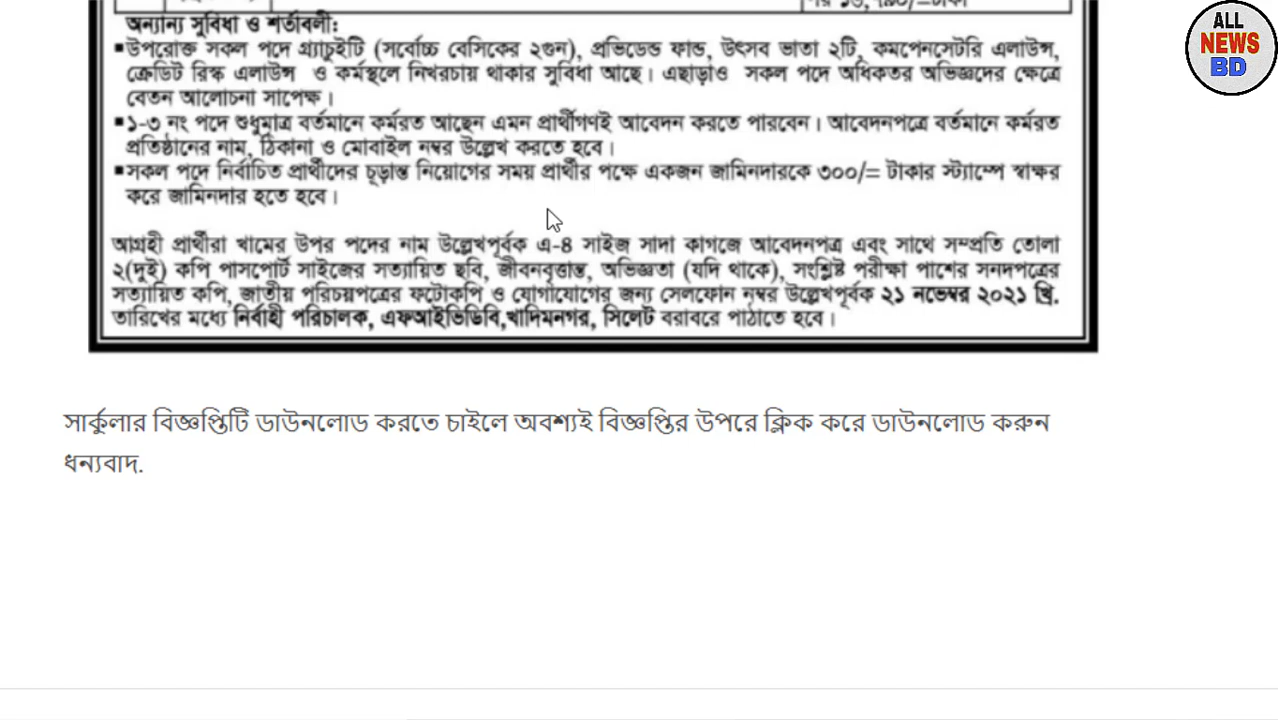 পর ১৬,৭৯০/=টাকা
ALL
NEWS
BD
অন্যান্য সুবিধা ও শর্তাবলী:
▪উপরোক্ত সকল পদে গ্র্যাচুইটি (সর্বোচ্চ বেসিকের ২গুন), প্রভিডেন্ড ফান্ড, উৎসব ভাতা ২টি, কমপেনসেটরি এলাউন্স,
ক্রেডিট রিস্ক এলাউন্স ও কর্মস্থলে নিখরচায় থাকার সুবিধা আছে। এছাড়াও সকল পদে অধিকতর অভিজ্ঞদের ক্ষেত্রে
বেতন আলোচনা সাপেক্ষ।
▪১-৩ নং পদে শুধুমাত্র বর্তমানে কর্মরত আছেন এমন প্রার্থীগণই আবেদন করতে পারবেন। আবেদনপত্রে বর্তমানে কর্মরত
প্রতিষ্ঠানের নাম, ঠিকানা ও মোবাইল নম্বর উল্লেখ করতে হবে।
▪সকল পদে নির্বাচিত প্রার্থীদের চূড়ান্ত নিয়োগের সময় প্রার্থীর পক্ষে একজন জামিনদারকে ৩০০/= টাকার স্ট্যাম্পে স্বাক্ষর
করে জামিনদার হতে হবে।
আগ্রহী প্রার্থীরা খামের উপর পদের নাম উল্লেখপূর্বক এ-৪ সাইজ সাদা কাগজে আবেদনপত্র এবং সাথে সম্প্রতি তোলা
২(দুই) কপি পাসপোর্ট সাইজের সত্যায়িত ছবি, জীবনবৃত্তান্ত, অভিজ্ঞতা (যদি থাকে), সংশ্লিষ্ট পরীক্ষা পাশের সনদপত্রের
সত্যায়িত কপি, জাতীয় পরিচয়পত্রের ফটোকপি ও যোগাযোগের জন্য সেলফোন নম্বর উল্লেখপূর্বক ২১ নভেম্বর ২০২১ খ্রি.
তারিখের মধ্যে নির্বাহী পরিচালক, এফআইভিডিবি,খাদিমনগর, সিলেট বরাবরে পাঠাতে হবে।
সার্কুলার বিজ্ঞপ্তিটি ডাউনলোড করতে চাইলে অবশ্যই বিজ্ঞপ্তির উপরে ক্লিক করে ডাউনলোড করুন
ধন্যবাদ.